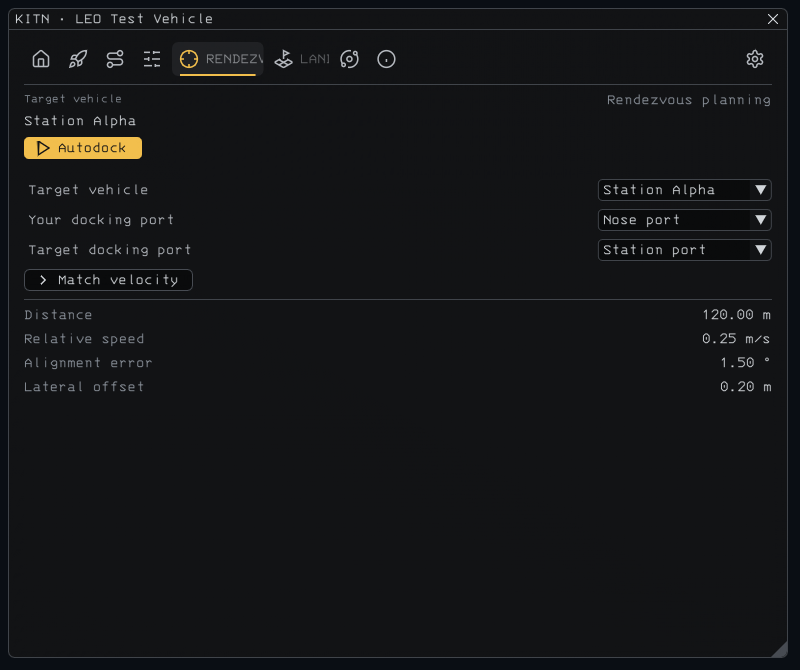 KITN · LEO Test Vehicle
RENDEZV LANI
Target vehicle
Rendezvous planning
Station Alpha
Autodock
Target vehicle Station Alpha
Your docking port Nose port
Target docking port Station port
Match velocity
Distance 120.00 m
Relative speed 0.25 m/s
Alignment error 1.50 °
Lateral offset 0.20 m